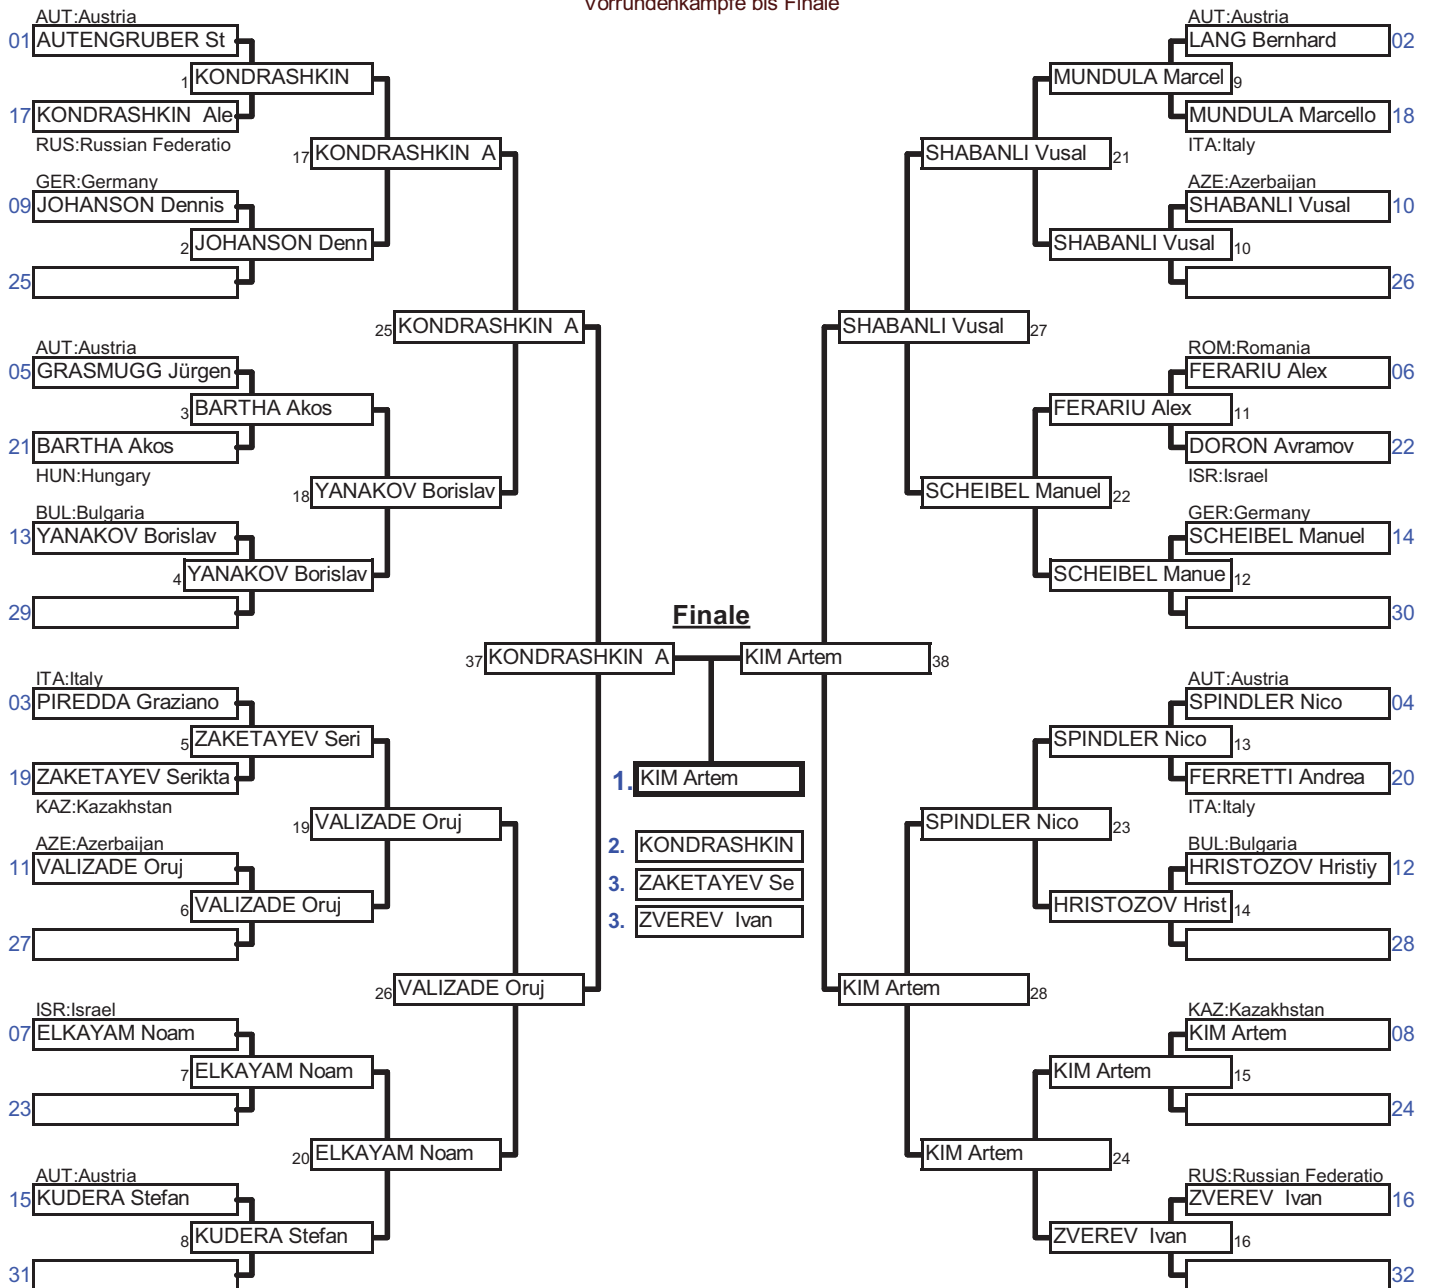 Vorrundenkämpfe bis Finale
AUT:Austria
01 AUTENGRUBER St
1 KONDRASHKIN
17 KONDRASHKIN Ale
RUS:Russian Federatio
17 KONDRASHKIN A
GER:Germany
09 JOHANSON Dennis
2 JOHANSON Denn
25
25 KONDRASHKIN A
AUT:Austria
05 GRASMUGG Jürgen
3 BARTHA Akos
21 BARTHA Akos
HUN:Hungary
18 YANAKOV Borislav
BUL:Bulgaria
13 YANAKOV Borislav
4 YANAKOV Borislav
29
37 KONDRASHKIN A
ITA:Italy
03 PIREDDA Graziano
5 ZAKETAYEV Seri
19 ZAKETAYEV Serikta
KAZ:Kazakhstan
19 VALIZADE Oruj
AZE:Azerbaijan
11 VALIZADE Oruj
6 VALIZADE Oruj
27
26 VALIZADE Oruj
ISR:Israel
07 ELKAYAM Noam
7 ELKAYAM Noam
23
20 ELKAYAM Noam
AUT:Austria
15 KUDERA Stefan
8 KUDERA Stefan
31
Finale
1. KIM Artem
2. KONDRASHKIN
3. ZAKETAYEV Se
3. ZVEREV Ivan
AUT:Austria
LANG Bernhard 02
MUNDULA Marcel 9
MUNDULA Marcello 18
ITA:Italy
SHABANLI Vusal 21
AZE:Azerbaijan
SHABANLI Vusal 10
SHABANLI Vusal 10
26
SHABANLI Vusal 27
ROM:Romania
FERARIU Alex 06
FERARIU Alex 11
DORON Avramov 22
ISR:Israel
SCHEIBEL Manuel 22
GER:Germany
SCHEIBEL Manuel 14
SCHEIBEL Manue 12
30
KIM Artem 38
AUT:Austria
SPINDLER Nico 04
SPINDLER Nico 13
FERRETTI Andrea 20
ITA:Italy
SPINDLER Nico 23
BUL:Bulgaria
HRISTOZOV Hristiy 12
HRISTOZOV Hrist 14
28
KIM Artem 28
KAZ:Kazakhstan
KIM Artem 08
KIM Artem 15
24
KIM Artem 24
RUS:Russian Federatio
ZVEREV Ivan 16
ZVEREV Ivan 16
32